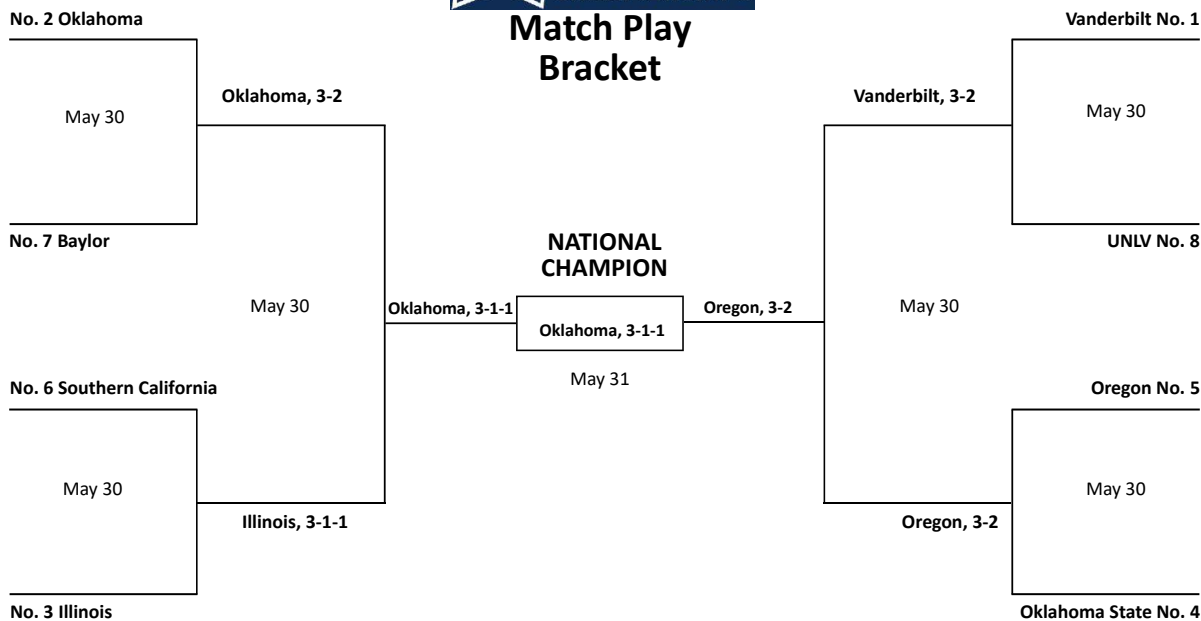 Match Play
Bracket
No. 2 Oklahoma
Vanderbilt No. 1
Oklahoma, 3-2
Vanderbilt, 3-2
May 30
May 30
No. 7 Baylor
UNLV No. 8
NATIONAL
CHAMPION
May 30
May 30
Oklahoma, 3-1-1
Oregon, 3-2
Oklahoma, 3-1-1
May 31
No. 6 Southern California
Oregon No. 5
May 30
May 30
Illinois, 3-1-1
Oregon, 3-2
No. 3 Illinois
Oklahoma State No. 4